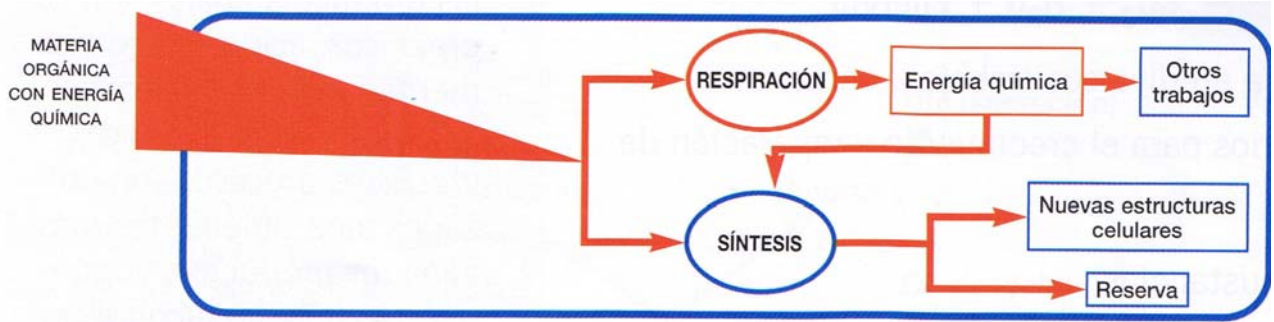 MATERIA
ORGÁNICA
CON ENERGÍA
QUÍMICA
RESPIRACIÓN
Energía química
Otros
trabajos
SÍNTESIS
Nuevas estructuras
celulares
Reserva